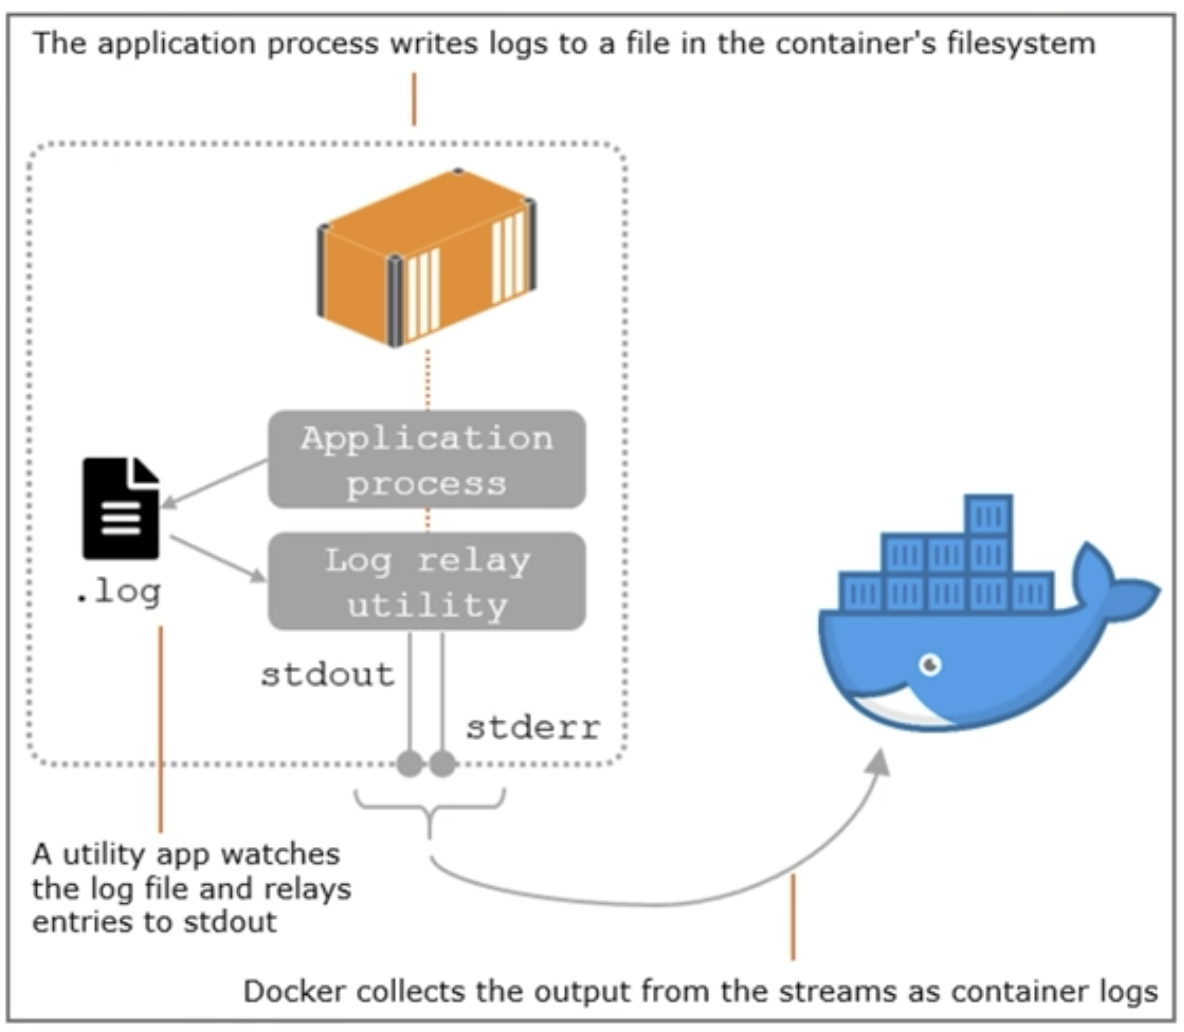 The application process writes logs to a file in the container's filesystem
Application
process
Log relay
utility
.log
stdout
stderr
A utility app watches
the log file and relays
entries to stdout
Docker collects the output from the streams as container logs